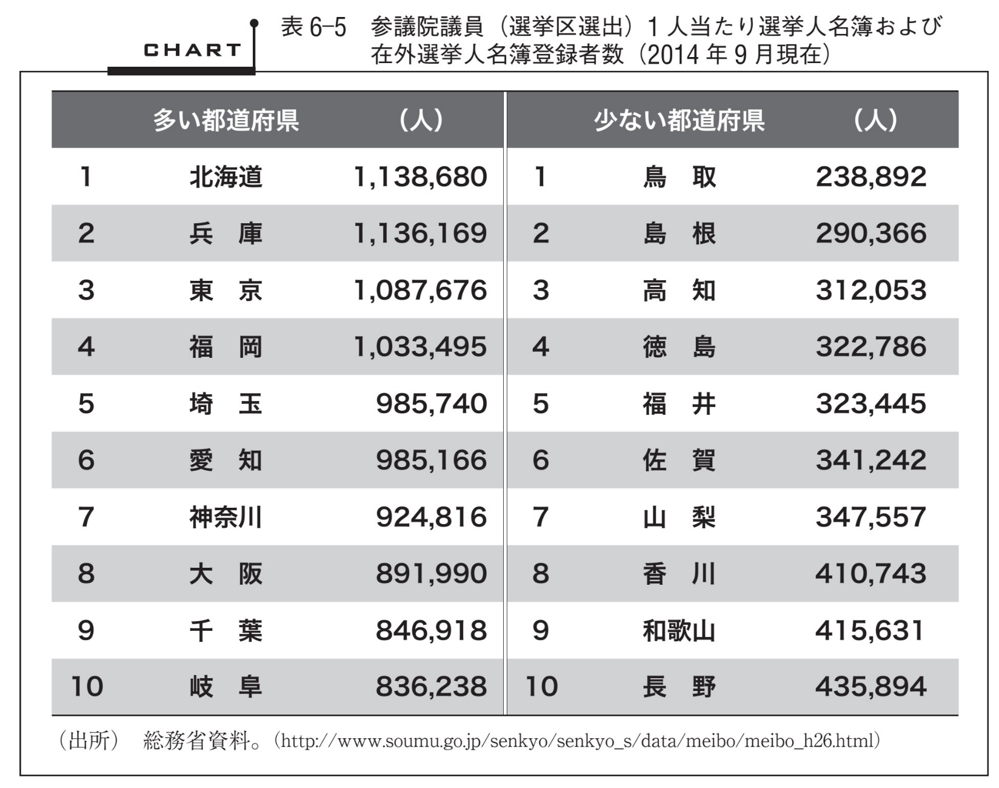 CHART
表 6–5　参議院議員（選挙区選出）1 人当たり選挙人名簿および
在外選挙人名簿登録者数（2014 年 9 月現在）
多い都道府県　（人）　少ない都道府県　（人）
1　北海道　1,138,680　1　鳥　取　238,892
2　兵　庫　1,136,169　2　島　根　290,366
3　東　京　1,087,676　3　高　知　312,053
4　福　岡　1,033,495　4　徳　島　322,786
5　埼　玉　985,740　5　福　井　323,445
6　愛　知　985,166　6　佐　賀　341,242
7　神奈川　924,816　7　山　梨　347,557
8　大　阪　891,990　8　香　川　410,743
9　千　葉　846,918　9　和歌山　415,631
10　岐　阜　836,238　10　長　野　435,894
（出所）　総務省資料。（http://www.soumu.go.jp/senkyo/senkyo_s/data/meibo/meibo_h26.html）